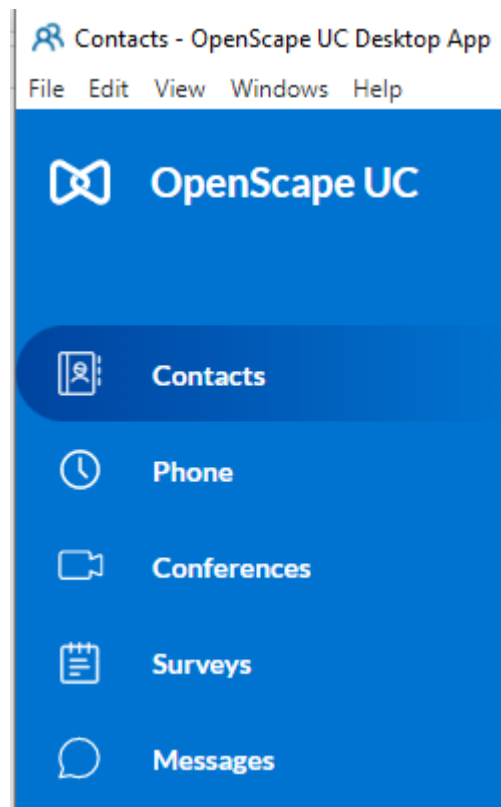 Contacts - OpenScape UC Desktop App
File Edit View Windows Help
OpenScape UC
Contacts
Phone
Conferences
Surveys
Messages